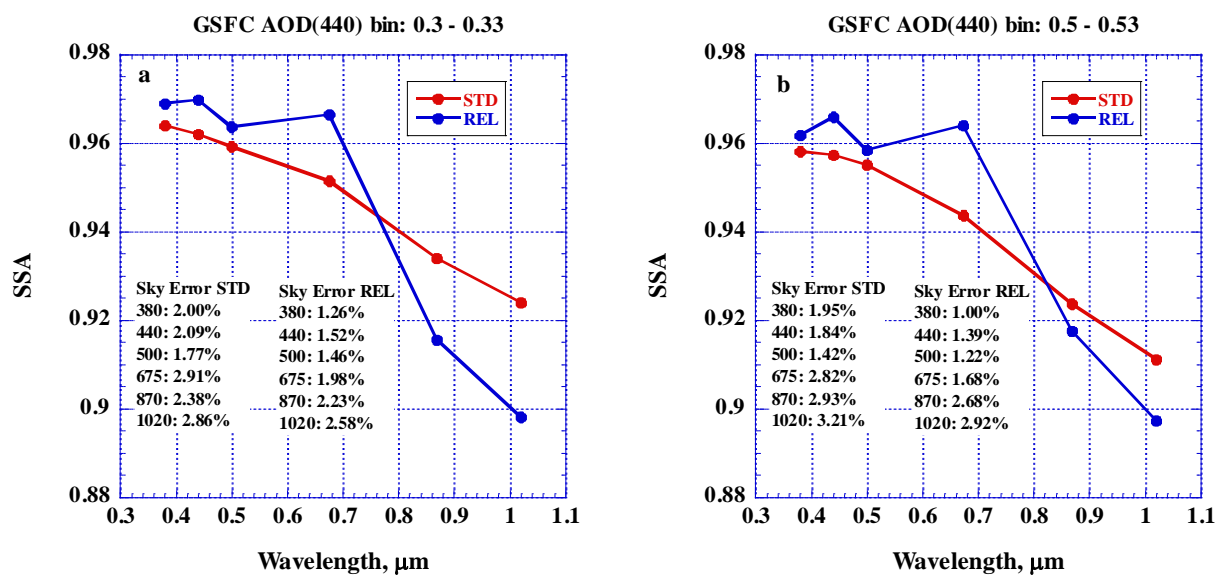 GSFC AOD(440) bin: 0.3 - 0.33
0.98
0.96
0.94
0.92
0.9
0.88
SSA
a
STD
REL
Sky Error STD
380: 2.00%
440: 2.09%
500: 1.77%
675: 2.91%
870: 2.38%
1020: 2.86%
Sky Error REL
380: 1.26%
440: 1.52%
500: 1.46%
675: 1.98%
870: 2.23%
1020: 2.58%
0.3 0.4 0.5 0.6 0.7 0.8 0.9 1 1.1
Wavelength, μm
GSFC AOD(440) bin: 0.5 - 0.53
0.98
0.96
0.94
0.92
0.9
0.88
SSA
b
STD
REL
Sky Error STD
380: 1.95%
440: 1.84%
500: 1.42%
675: 2.82%
870: 2.93%
1020: 3.21%
Sky Error REL
380: 1.00%
440: 1.39%
500: 1.22%
675: 1.68%
870: 2.68%
1020: 2.92%
0.3 0.4 0.5 0.6 0.7 0.8 0.9 1 1.1
Wavelength, μm